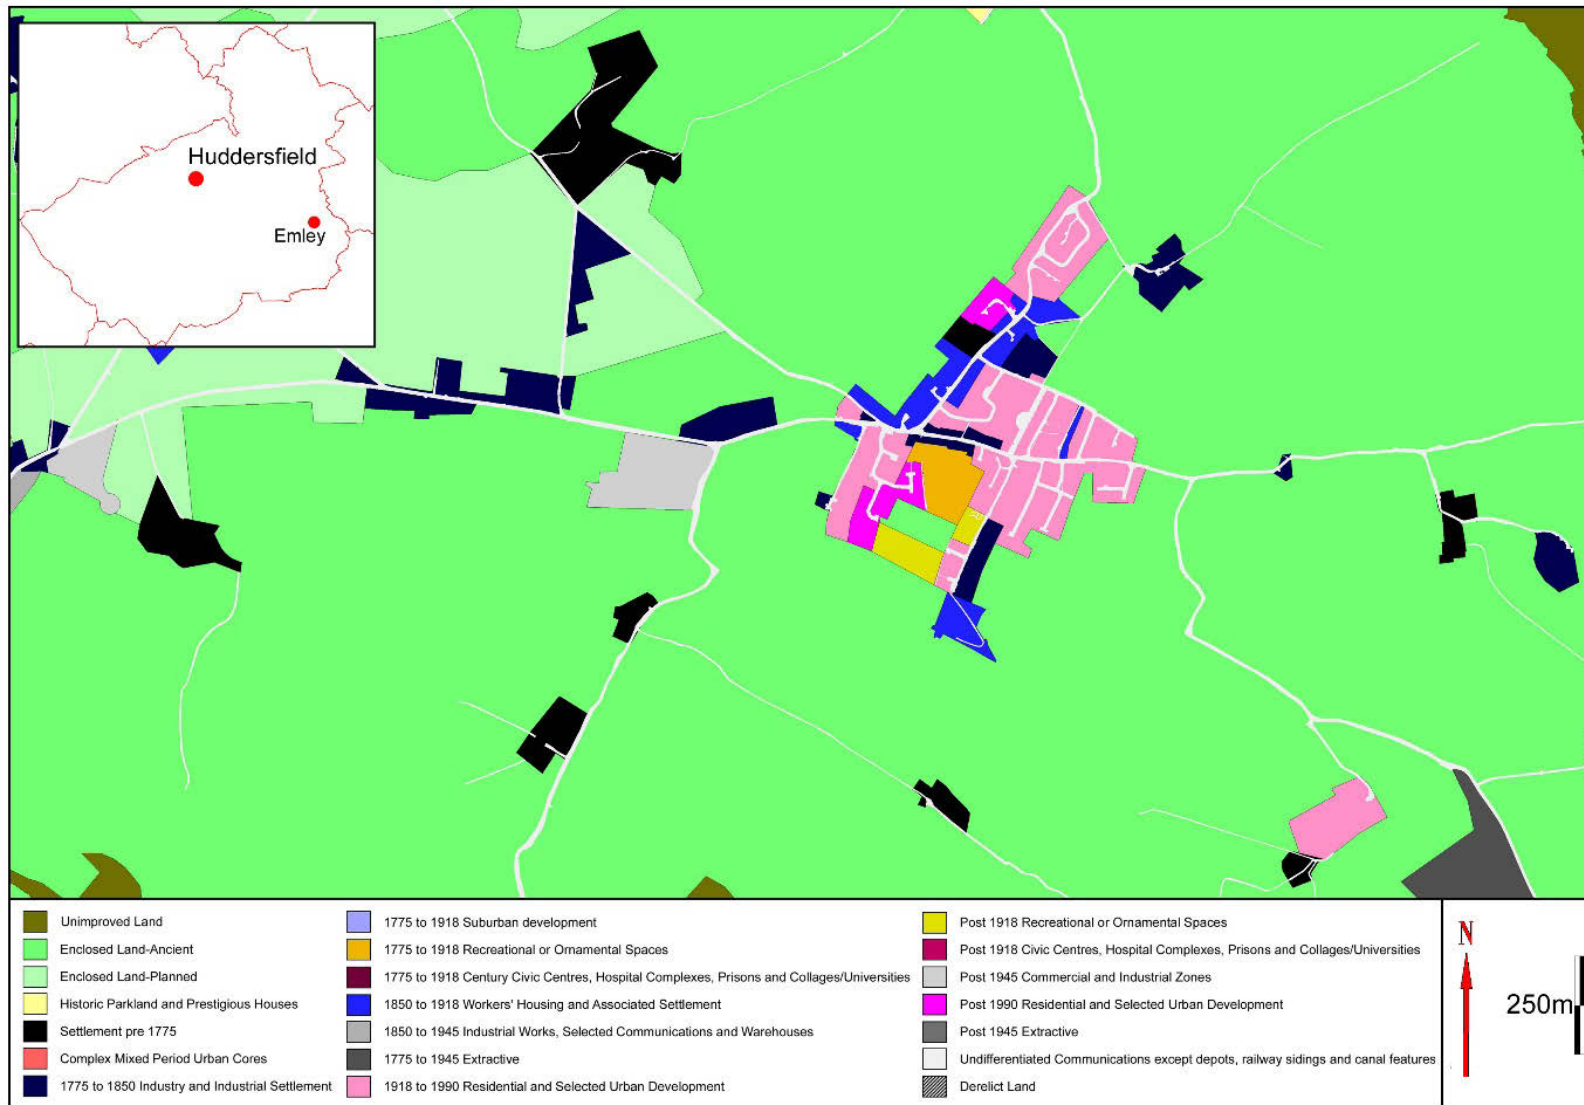 Huddersfield
Emley
Unimproved Land
Enclosed Land-Ancient
Enclosed Land-Planned
Historic Parkland and Prestigious Houses
Settlement pre 1775
Complex Mixed Period Urban Cores
1775 to 1850 Industry and Industrial Settlement
1775 to 1918 Suburban development
1775 to 1918 Recreational or Ornamental Spaces
1775 to 1918 Century Civic Centres, Hospital Complexes, Prisons and Collages/Universities
1850 to 1918 Workers' Housing and Associated Settlement
1850 to 1945 Industrial Works, Selected Communications and Warehouses
1775 to 1945 Extractive
1918 to 1990 Residential and Selected Urban Development
Post 1918 Recreational or Ornamental Spaces
Post 1918 Civic Centres, Hospital Complexes, Prisons and Collages/Universities
Post 1945 Commercial and Industrial Zones
Post 1990 Residential and Selected Urban Development
Post 1945 Extractive
Undifferentiated Communications except depots, railway sidings and canal features
Derelict Land
N
250m